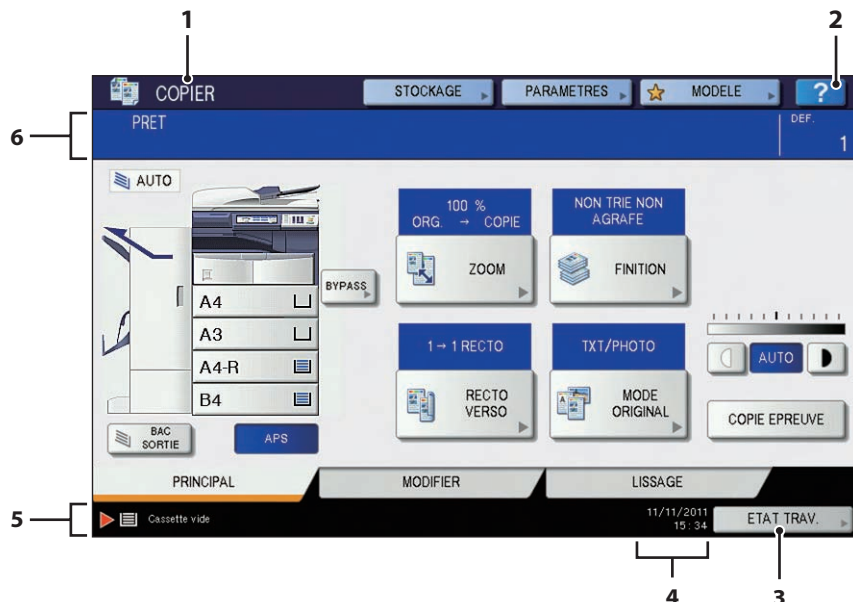 1
2
COPIER
STOCKAGE
PARAMETRES
MODELE
?
6
PRET
DEF.
1
AUTO
100 %
ORG. → COPIE
ZOOM
NON TRIE NON
AGRAFE
FINITION
BYPASS
A4
A3
A4-R
B4
1→1 RECTO
RECTO
VERSO
TXT/PHOTO
A
MODE
ORIGINAL
AUTO
COPIE EPREUVE
BAC
SORTIE
APS
PRINCIPAL
MODIFIER
LISSAGE
5
Cassette vide
11/11/2011
15:34
ETAT TRAV.
4
3